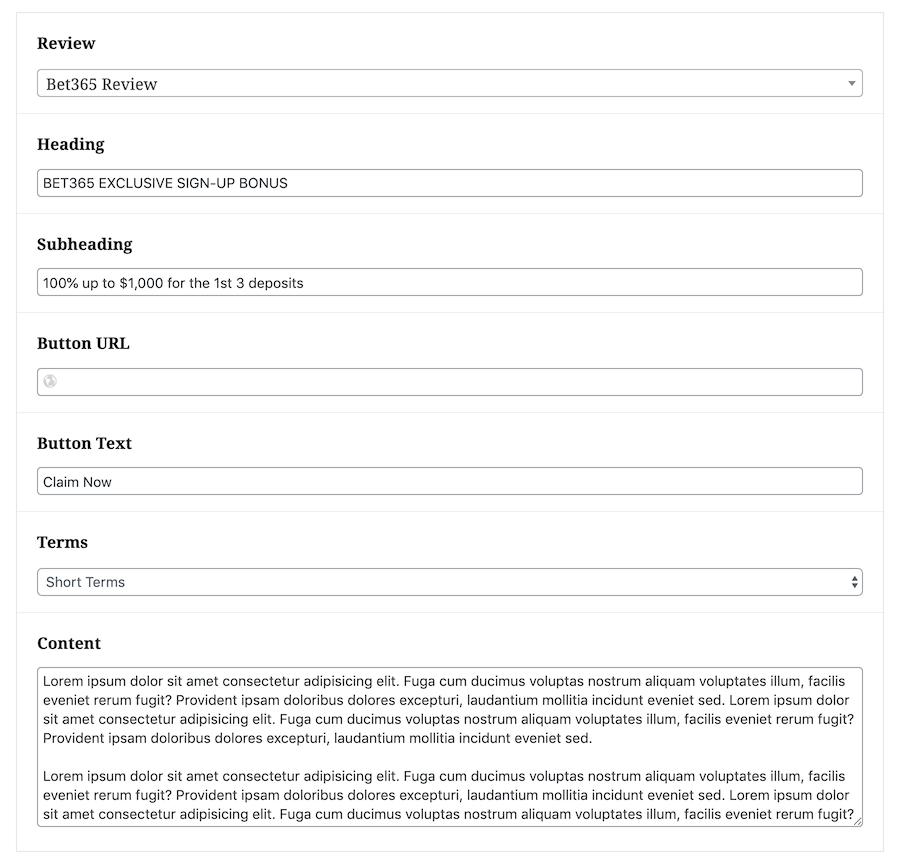 Review
Bet365 Review
Heading
BET365 EXCLUSIVE SIGN-UP BONUS
Subheading
100% up to $1,000 for the 1st 3 deposits
Button URL
Button Text
Claim Now
Terms
Short Terms
Content
Lorem ipsum dolor sit amet consectetur adipisicing elit. Fuga cum ducimus voluptas nostrum aliquam voluptates illum, facilis
eveniet rerum fugit? Provident ipsam doloribus dolores excepturi, laudantium mollitia incidunt eveniet sed. Lorem ipsum dolor
sit amet consectetur adipisicing elit. Fuga cum ducimus voluptas nostrum aliquam voluptates illum, facilis eveniet rerum fugit?
Provident ipsam doloribus dolores excepturi, laudantium mollitia incidunt eveniet sed.
Lorem ipsum dolor sit amet consectetur adipisicing elit. Fuga cum ducimus voluptas nostrum aliquam voluptates illum, facilis
eveniet rerum fugit? Provident ipsam doloribus dolores excepturi, laudantium mollitia incidunt eveniet sed. Lorem ipsum dolor
sit amet consectetur adipisicing elit. Fuga cum ducimus voluptas nostrum aliquam voluptates illum, facilis eveniet rerum fugit?